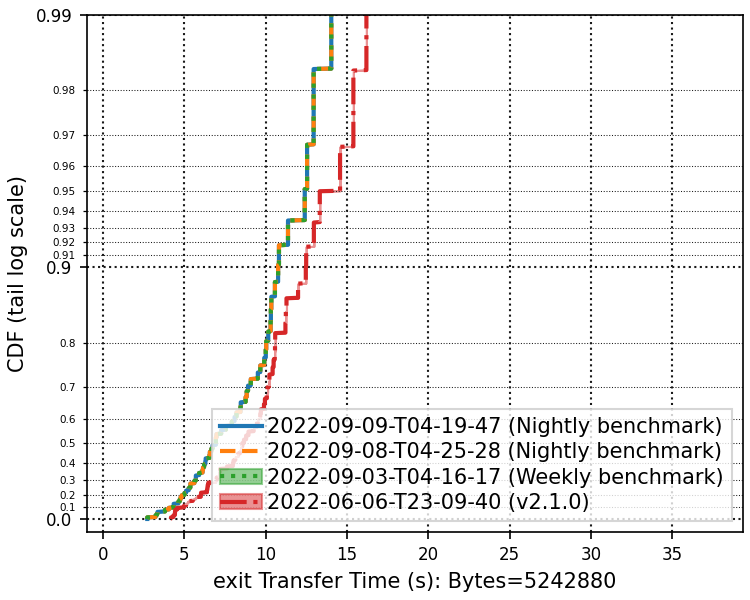 0.99
0.98
0.97
0.96
0.95
0.94
0.93
0.92
0.91
0.9
0.8
0.7
0.6
0.5
0.4
0.3
0.2
0.1
0.0
CDF (tail log scale)
2022-09-09-T04-19-47 (Nightly benchmark)
2022-09-08-T04-25-28 (Nightly benchmark)
2022-09-03-T04-16-17 (Weekly benchmark)
2022-06-06-T23-09-40 (v2.1.0)
0 5 10 15 20 25 30 35
exit Transfer Time (s): Bytes=5242880